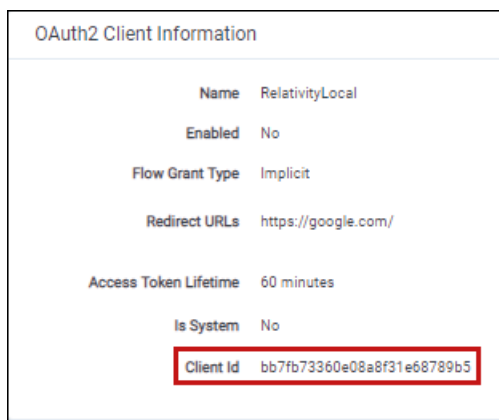 OAuth2 Client Information
Name RelativityLocal
Enabled No
Flow Grant Type Implicit
Redirect URLs https://google.com/
Access Token Lifetime 60 minutes
Is System No
Client Id bb7fb73360e08a8f31e68789b5